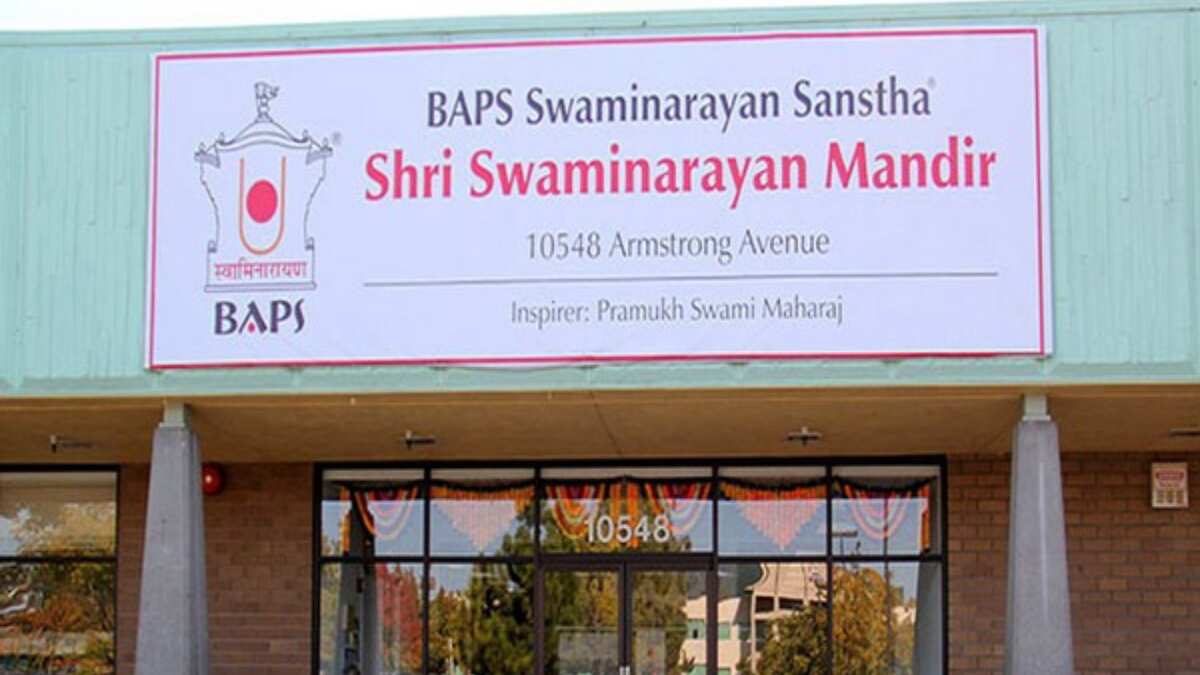 BAPS Swaminarayan Sanstha®
Shri Swaminarayan Mandir
10548 Armstrong Avenue
Inspirer: Pramukh Swami Maharaj
®
स्वामिनारायण
BAPS
10548